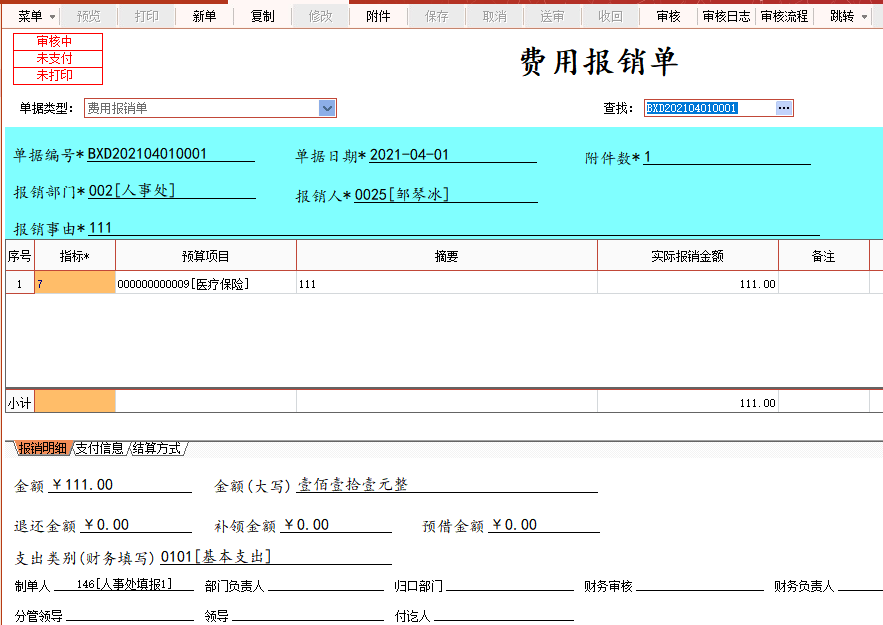 菜单 预览 打印 新单 复制 修改 附件 保存 取消 送审 收回 审核 审核日志 审核流程 跳转
审核中
未支付
未打印
费用报销单
单据类型： 费用报销单 查找： BXD202104010001 ...
单据编号* BXD202104010001 单据日期* 2021-04-01 附件数* 1
报销部门* 002[人事处] 报销人* 0025[邹琴冰]
报销事由* 111
序号 指标* 预算项目 摘要 实际报销金额 备注
1 7 000000000009[医疗保险] 111 111.00
小计 111.00
报销明细 支付信息 结算方式
金额 ￥111.00 金额(大写) 壹佰壹拾壹元整
退还金额 ￥0.00 补领金额 ￥0.00 预借金额 ￥0.00
支出类别(财务填写) 0101[基本支出]
制单人 146[人事处填报1] 部门负责人 归口部门 财务审核 财务负责人
分管领导 领导 付讫人